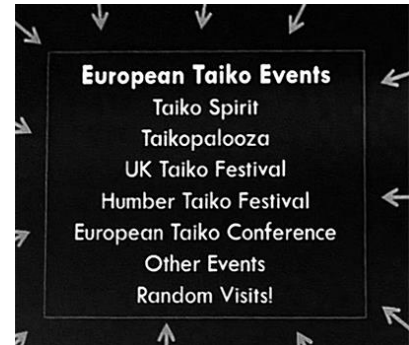 European Taiko Events
Taiko Spirit
Taikopalooza
UK Taiko Festival
Humber Taiko Festival
European Taiko Conference
Other Events
Random Visits!